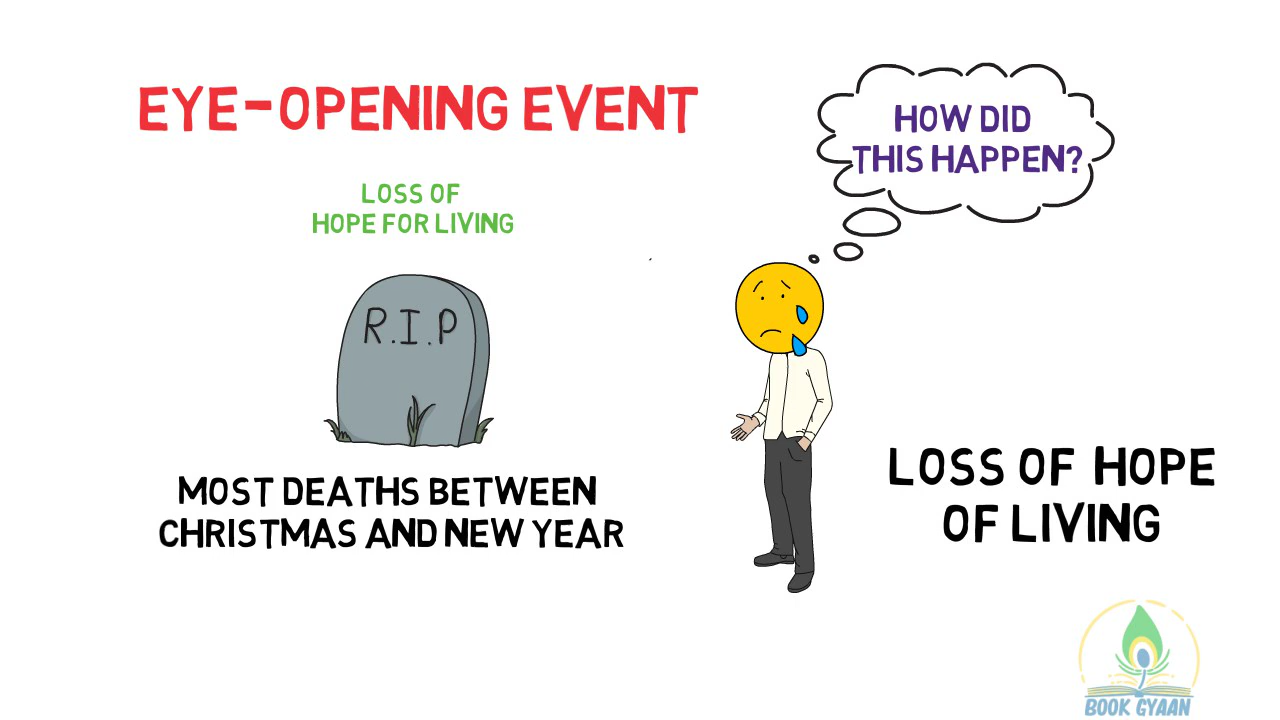 EYE-OPENING EVENT
HOW DID
THIS HAPPEN?
LOSS OF
HOPE FOR LIVING
R.I.P
MOST DEATHS BETWEEN
CHRISTMAS AND NEW YEAR
LOSS OF HOPE
OF LIVING
BOOK GYAAN